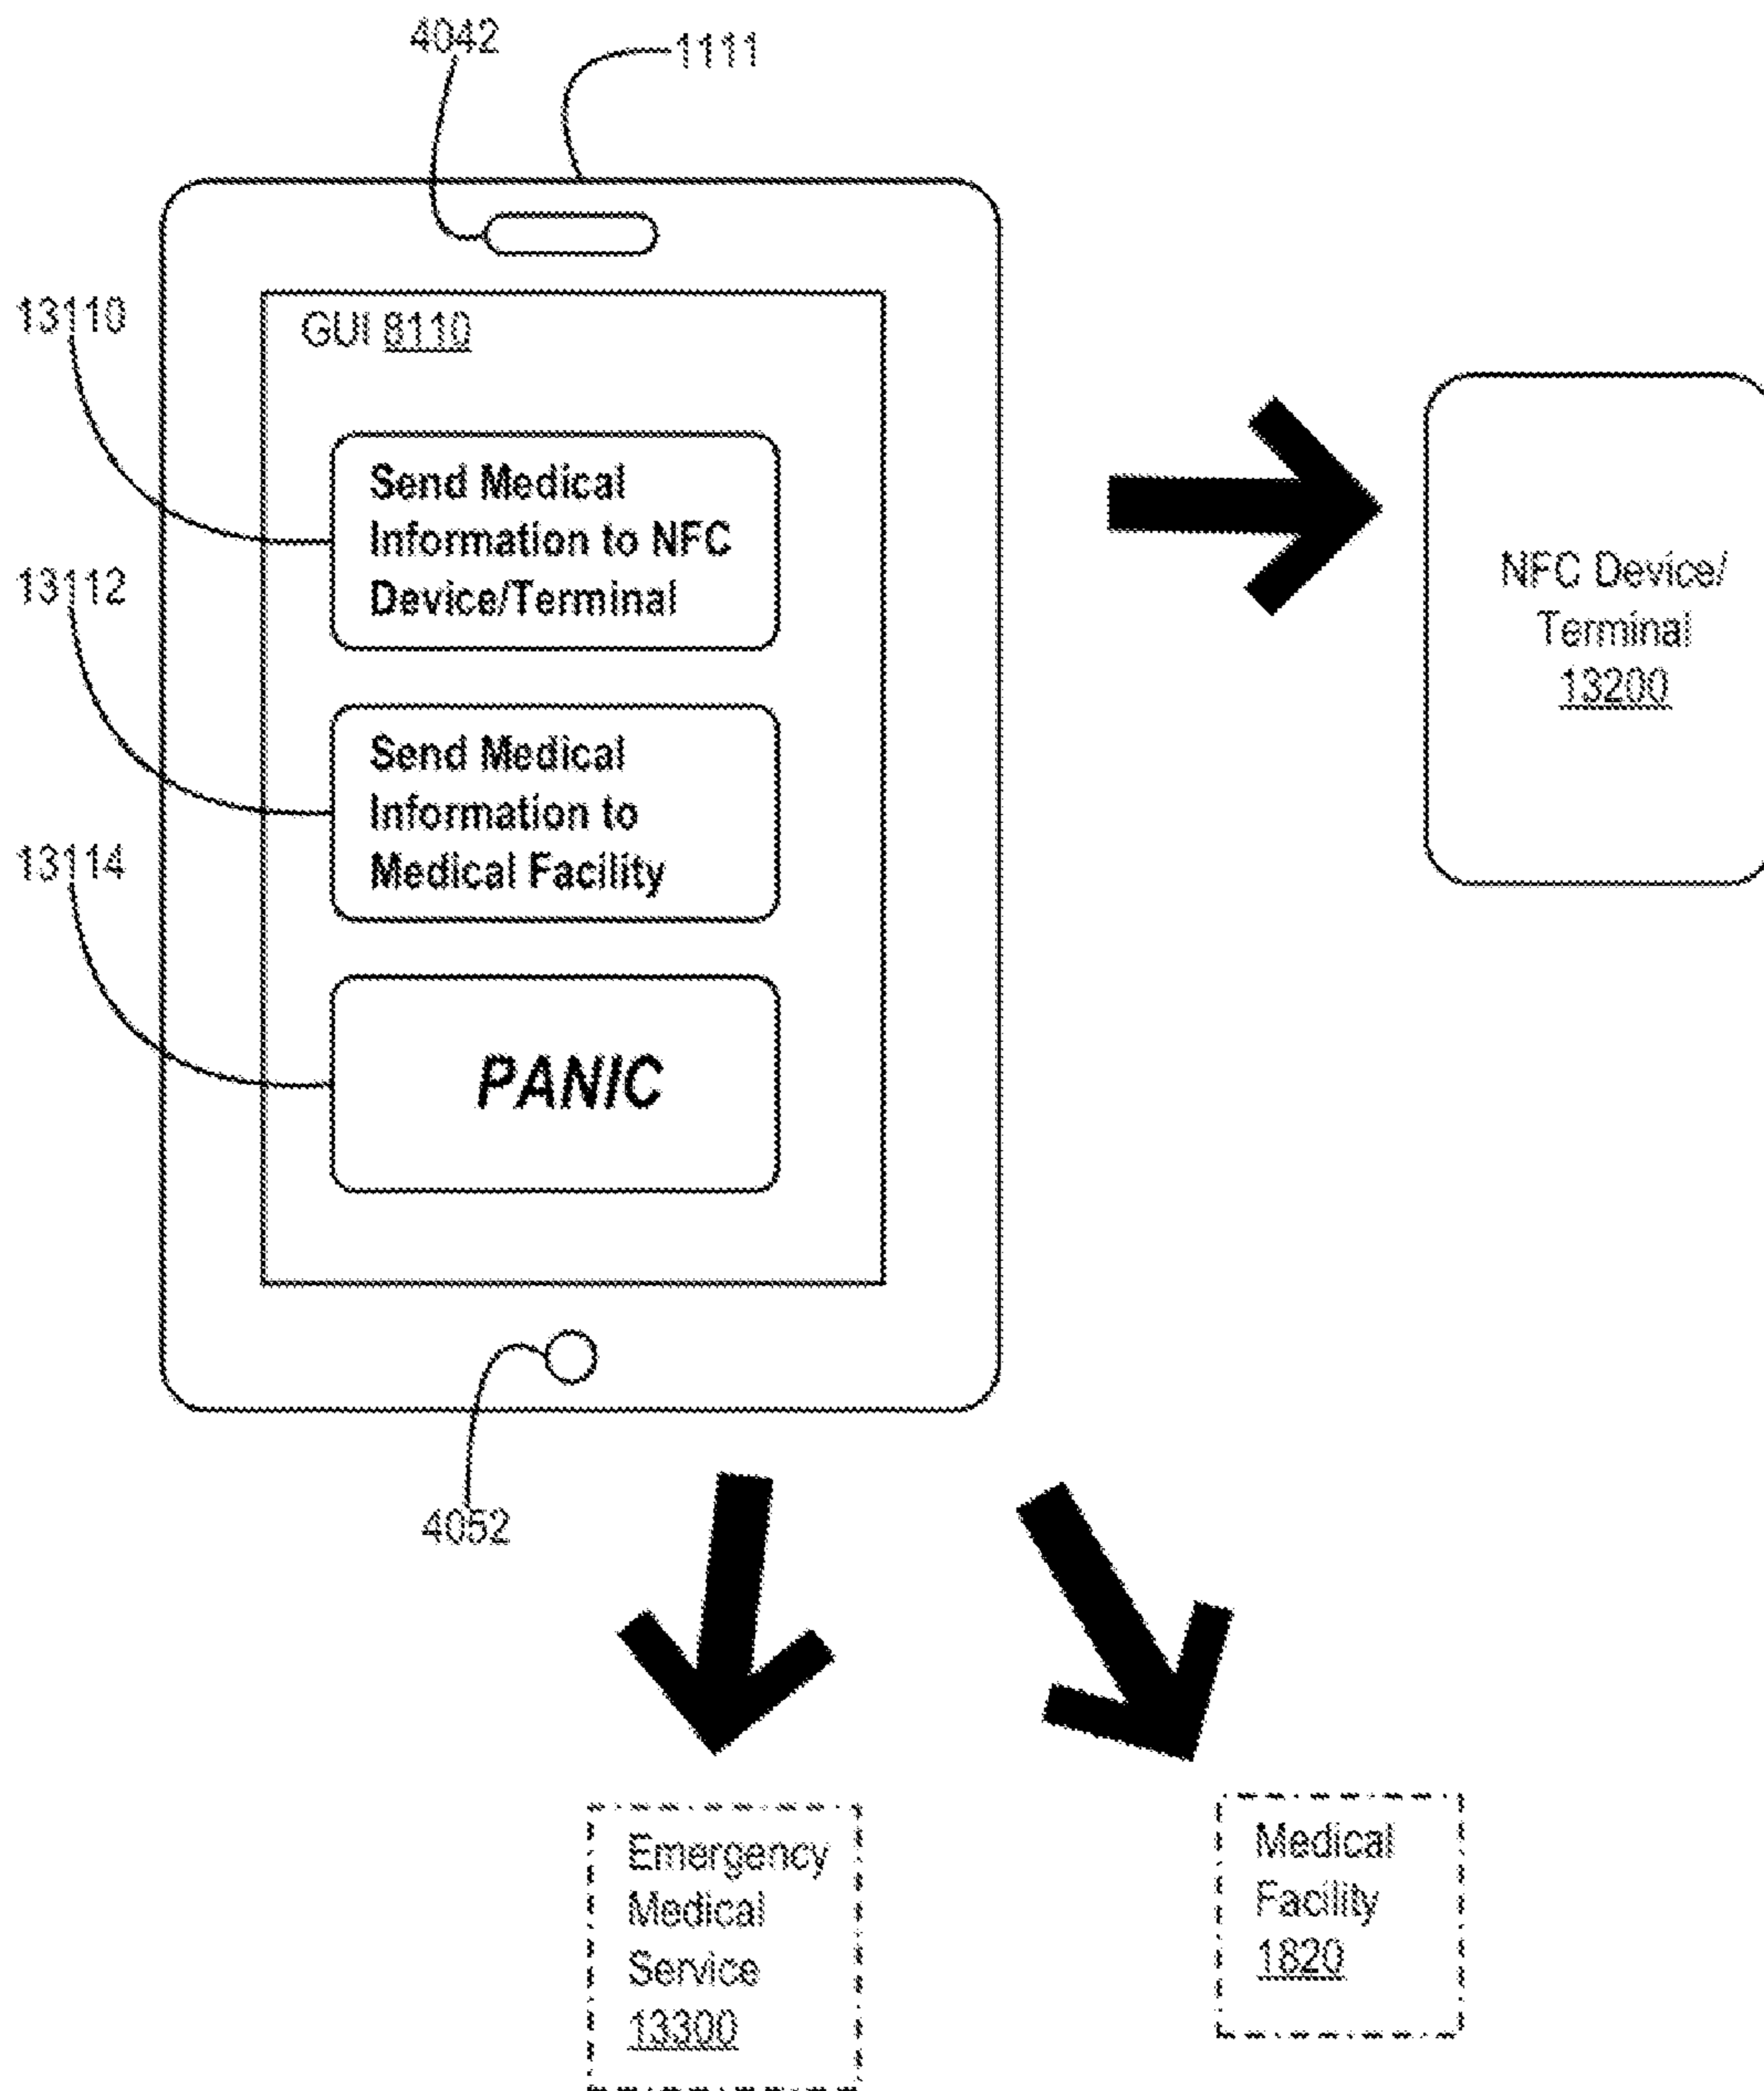 4042
1111
13110
GUI 8110
Send Medical
Information to NFC
Device/Terminal
13112
Send Medical
Information to
Medical Facility
13114
PANIC
NFC Device/
Terminal
13200
4052
Emergency
Medical
Service
13300
Medical
Facility
1820